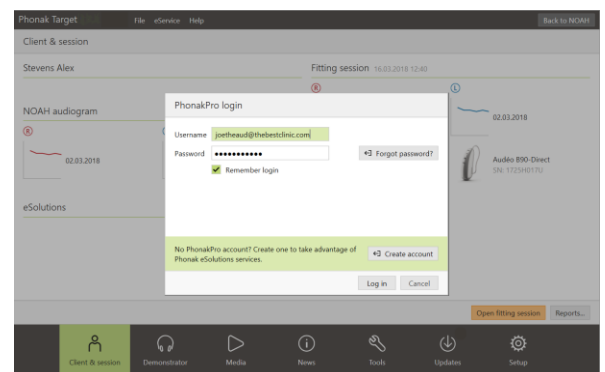 Phonak Target
File eService Help
Back to NOAH
Client & session
Stevens Alex
Fitting session 16.03.2018 12:40
R
L
NOAH audiogram
02.03.2018
R
02.03.2018
Audéo B90-Direct
SN: 1725H017U
eSolutions
PhonakPro login
Username joetheaud@thebestclinic.com
Password ●●●●●●●●●●● Forgot password?
Remember login
No PhonakPro account? Create one to take advantage of
Phonak eSolutions services.
Create account
Log in Cancel
Open fitting session Reports...
Client & session Demonstrator Media News Tools Updates Setup